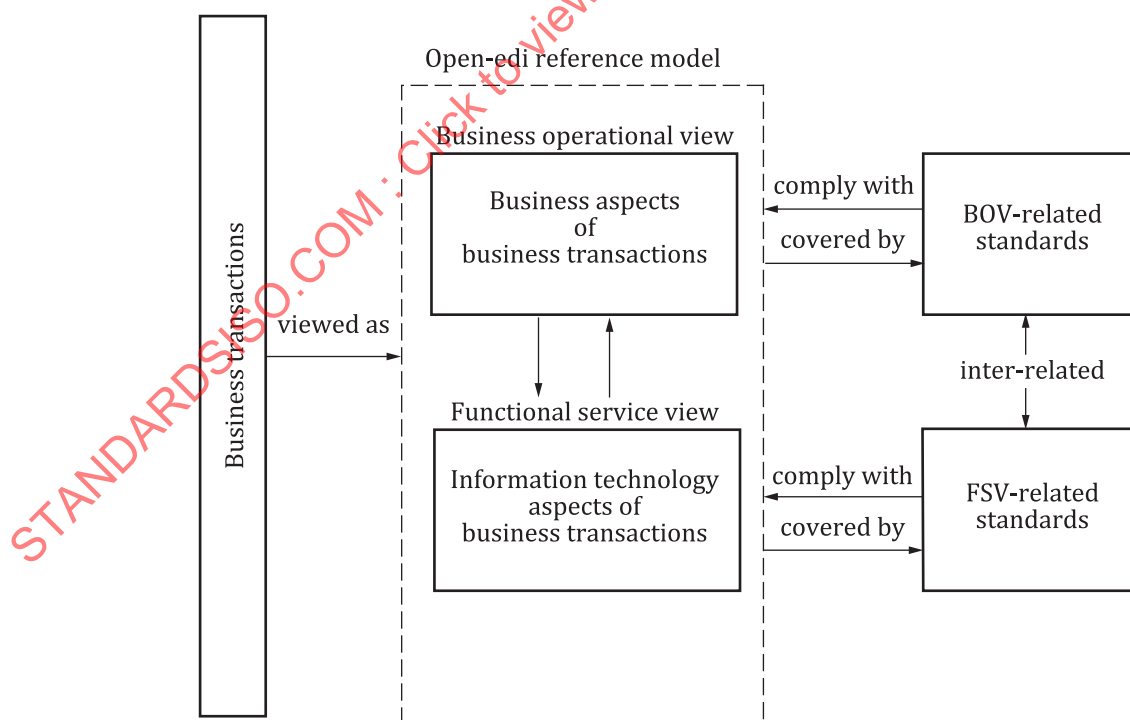 Business transactions
viewed as
Open-edi reference model
Business operational view
Business aspects
of
business transactions
Functional service view
Information technology
aspects of
business transactions
comply with
covered by
BOV-related
standards
inter-related
comply with
covered by
FSV-related
standards
STANDARDSISO.COM : Click to view